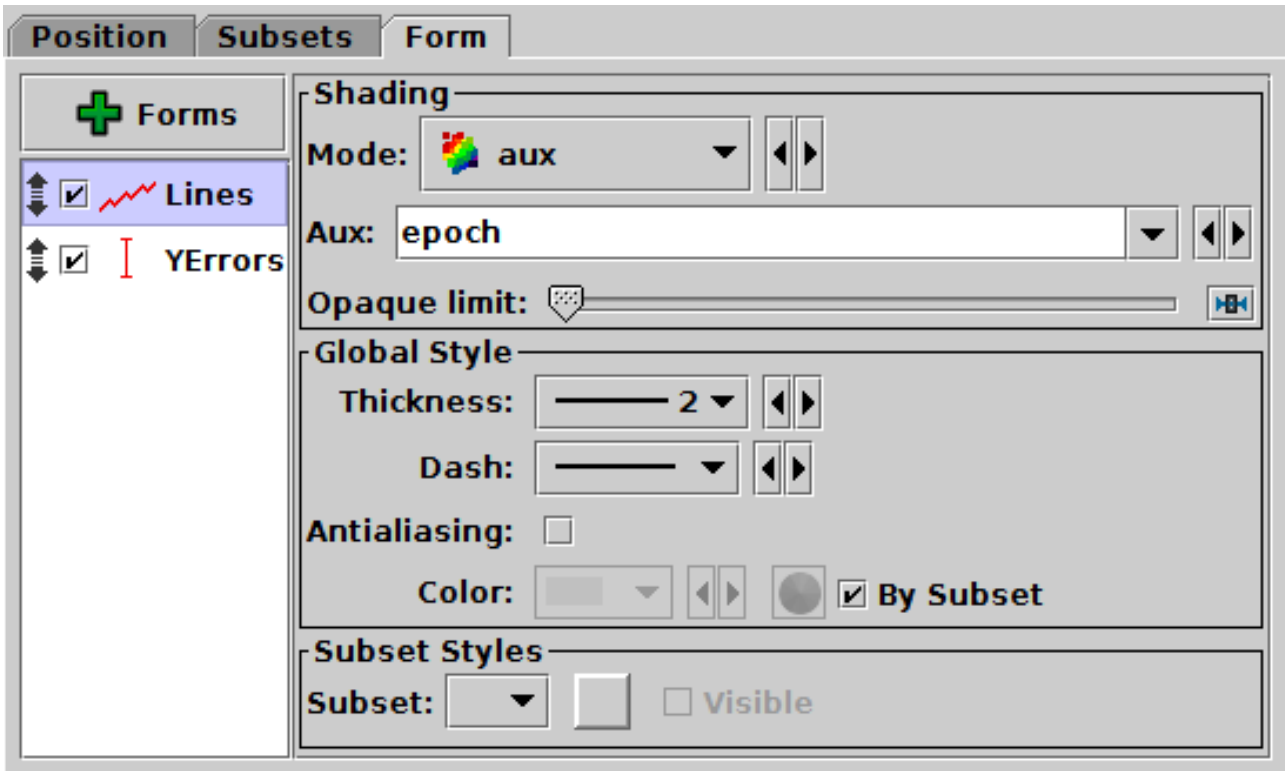 Position Subsets Form
Forms
Lines
YErrors
Shading
Mode: aux
Aux: epoch
Opaque limit:
Global Style
Thickness: 2
Dash:
Antialiasing:
Color: By Subset
Subset Styles
Subset: Visible